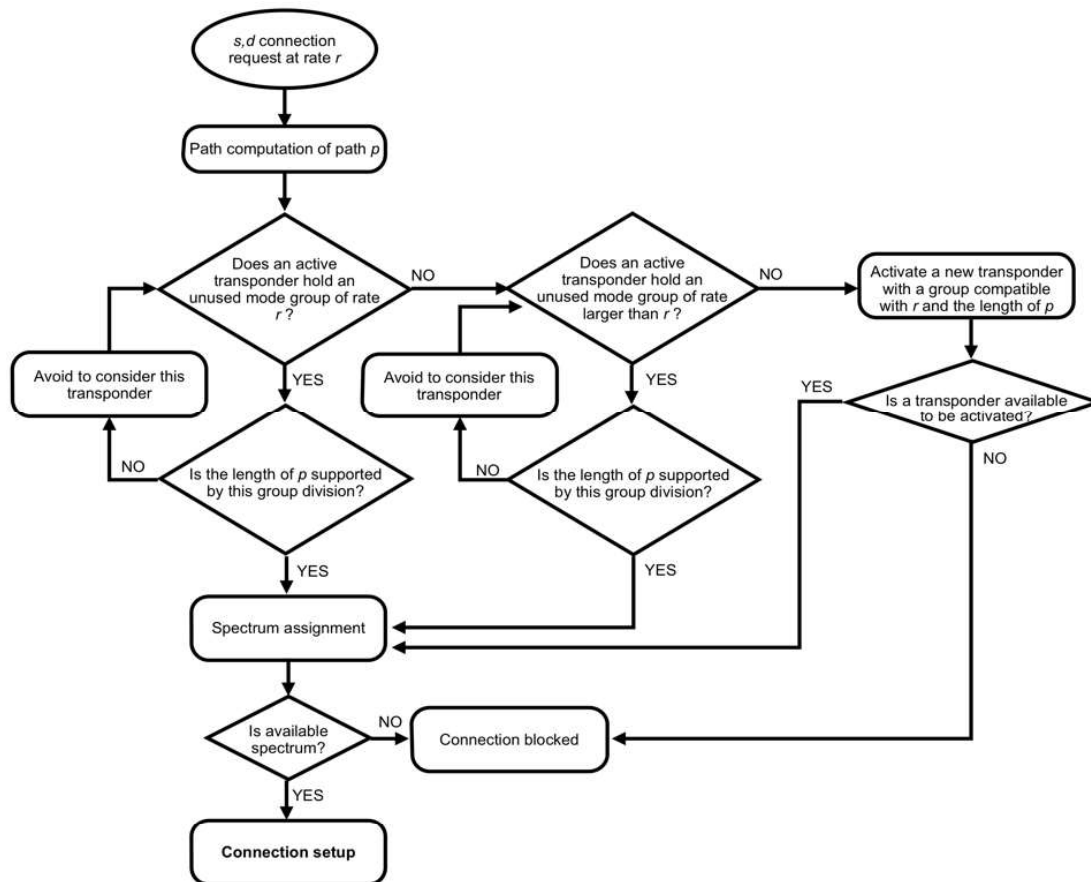 s,d connection
request at rate r
Path computation of path p
Does an active
transponder hold an
unused mode group of rate
r ?
NO
Does an active
transponder hold an
unused mode group of rate
larger than r ?
NO
Activate a new transponder
with a group compatible
with r and the length of p
Avoid to consider this
transponder
YES
Avoid to consider this
transponder
YES
YES
Is a transponder available
to be activated?
NO
Is the length of p supported
by this group division?
NO
Is the length of p supported
by this group division?
NO
YES
YES
Spectrum assignment
Is available
spectrum?
NO
Connection blocked
YES
Connection setup